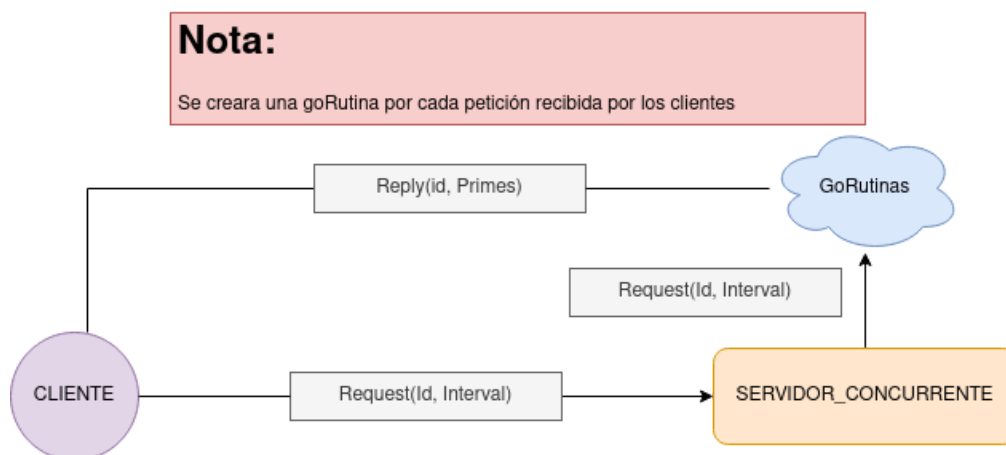 Nota:
Se creara una goRutina por cada petición recibida por los clientes
Reply(id, Primes)
GoRutinas
Request(Id, Interval)
CLIENTE
Request(Id, Interval)
SERVIDOR_CONCURRENTE